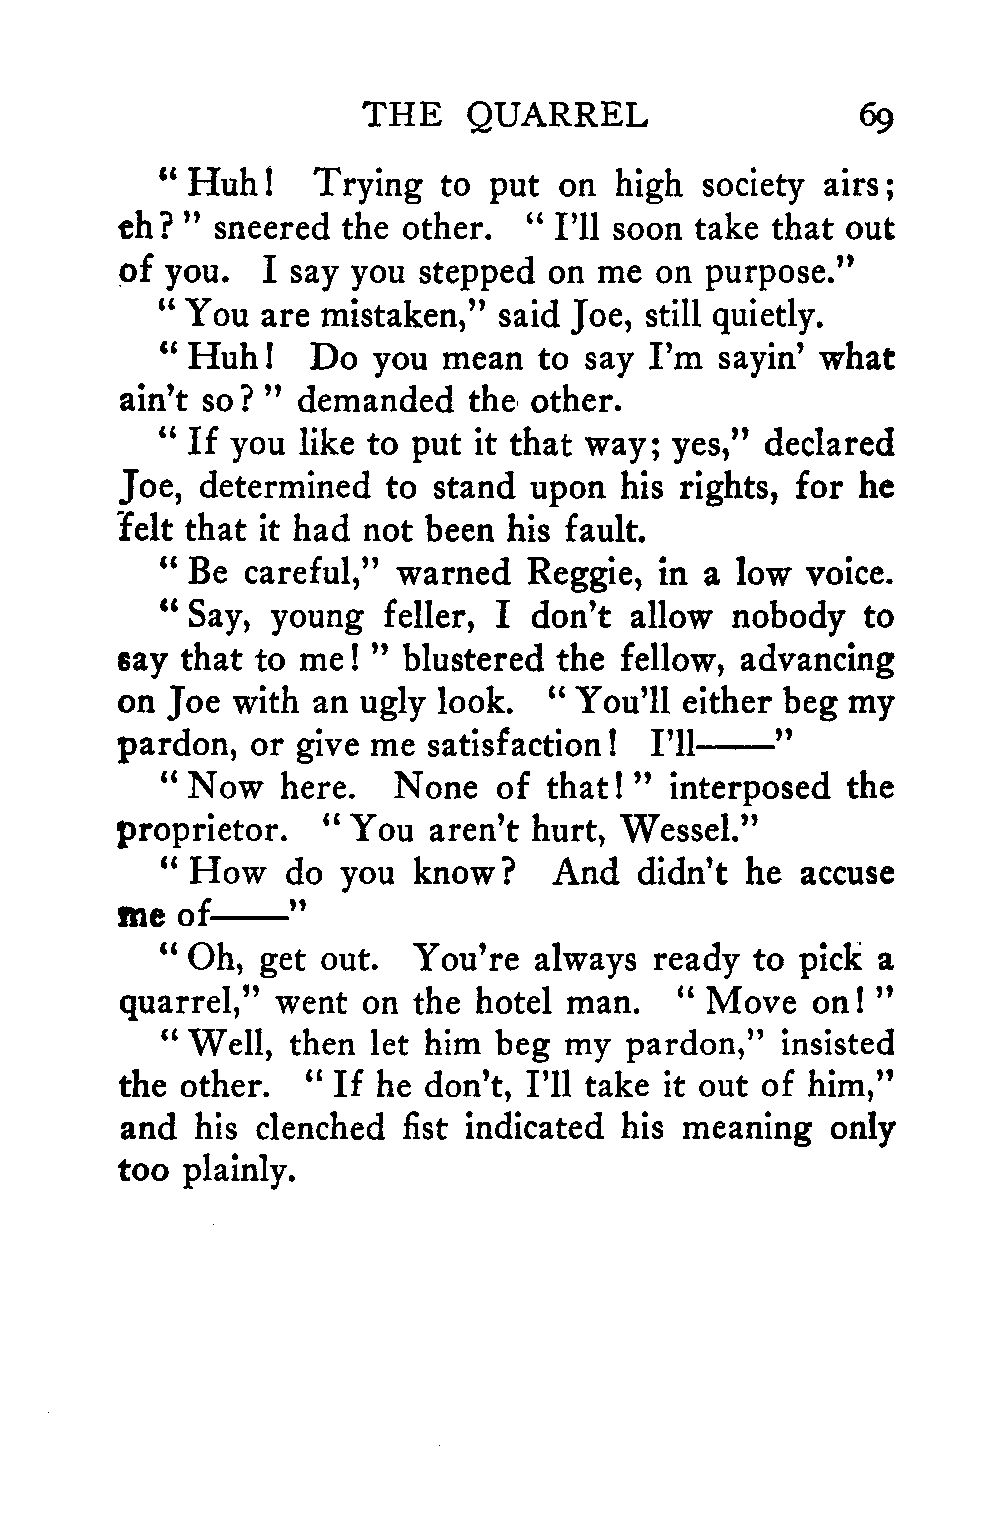 THE QUARREL 69
“ Huh! Trying to put on high society airs;
eh? ” sneered the other. “ I’ll soon take that out
of you. I say you stepped on me on purpose.”
“ You are mistaken,” said Joe, still quietly.
“ Huh! Do you mean to say I’m sayin’ what
ain’t so? ” demanded the other.
“ If you like to put it that way; yes,” declared
Joe, determined to stand upon his rights, for he
felt that it had not been his fault.
“ Be careful,” warned Reggie, in a low voice.
“ Say, young feller, I don’t allow nobody to
say that to me! ” blustered the fellow, advancing
on Joe with an ugly look. “ You’ll either beg my
pardon, or give me satisfaction! I’ll——”
“ Now here. None of that! ” interposed the
proprietor. “ You aren’t hurt, Wessel.”
“ How do you know? And didn’t he accuse
me of——”
“ Oh, get out. You’re always ready to pick a
quarrel,” went on the hotel man. “ Move on! ”
“ Well, then let him beg my pardon,” insisted
the other. “ If he don’t, I’ll take it out of him,”
and his clenched fist indicated his meaning only
too plainly.